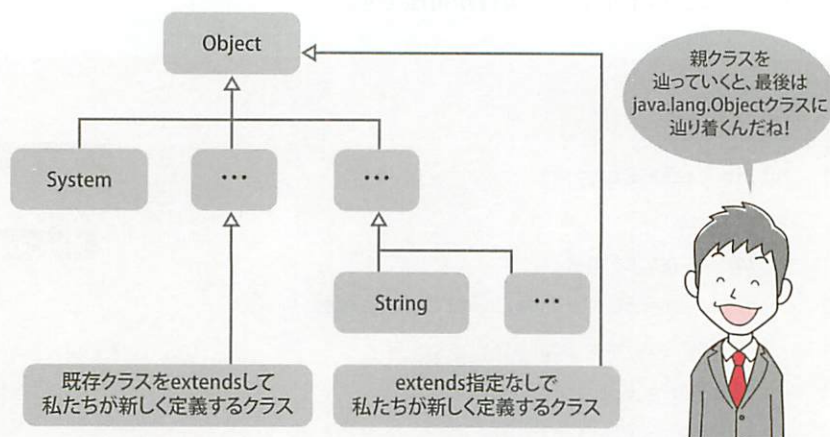 Object
親クラスを
辿っていくと、最後は
java.lang.Objectクラスに
辿り着くんだね!
System
…
…
String
…
既存クラスをextendsして
私たちが新しく定義するクラス
extends指定なしで
私たちが新しく定義するクラス